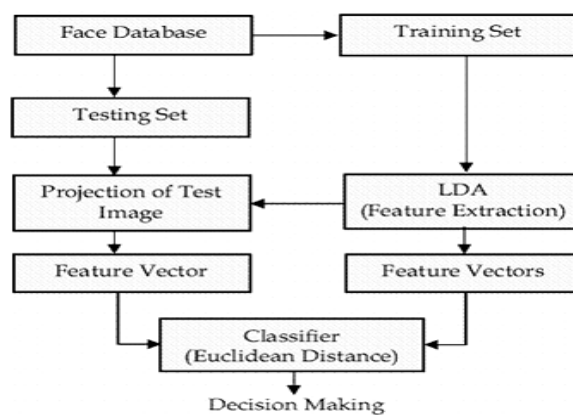 Face Database
Training Set
Testing Set
Projection of Test
Image
LDA
(Feature Extraction)
Feature Vector
Feature Vectors
Classifier
(Euclidean Distance)
Decision Making